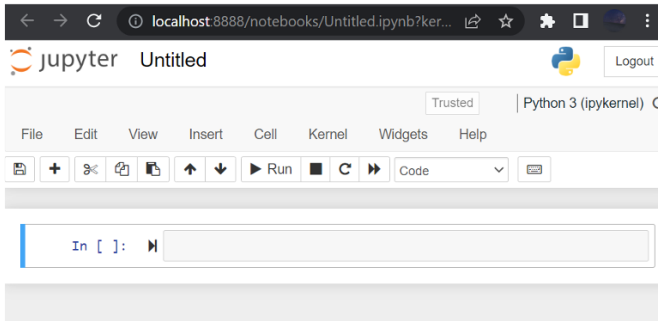 localhost:8888/notebooks/Untitled.ipynb?ker...
jupyter Untitled
Logout
Trusted
Python 3 (ipykernel)
File Edit View Insert Cell Kernel Widgets Help
Run
Code
In [ ]: